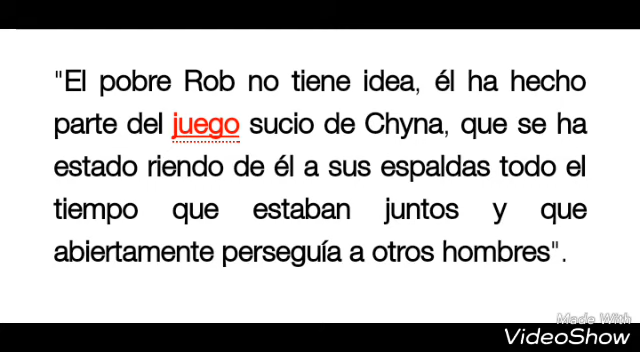 "El pobre Rob no tiene idea, él ha hecho
parte del juego sucio de Chyna, que se ha
estado riendo de él a sus espaldas todo el
tiempo que estaban juntos y que
abiertamente perseguía a otros hombres".
Made With
VideoShow